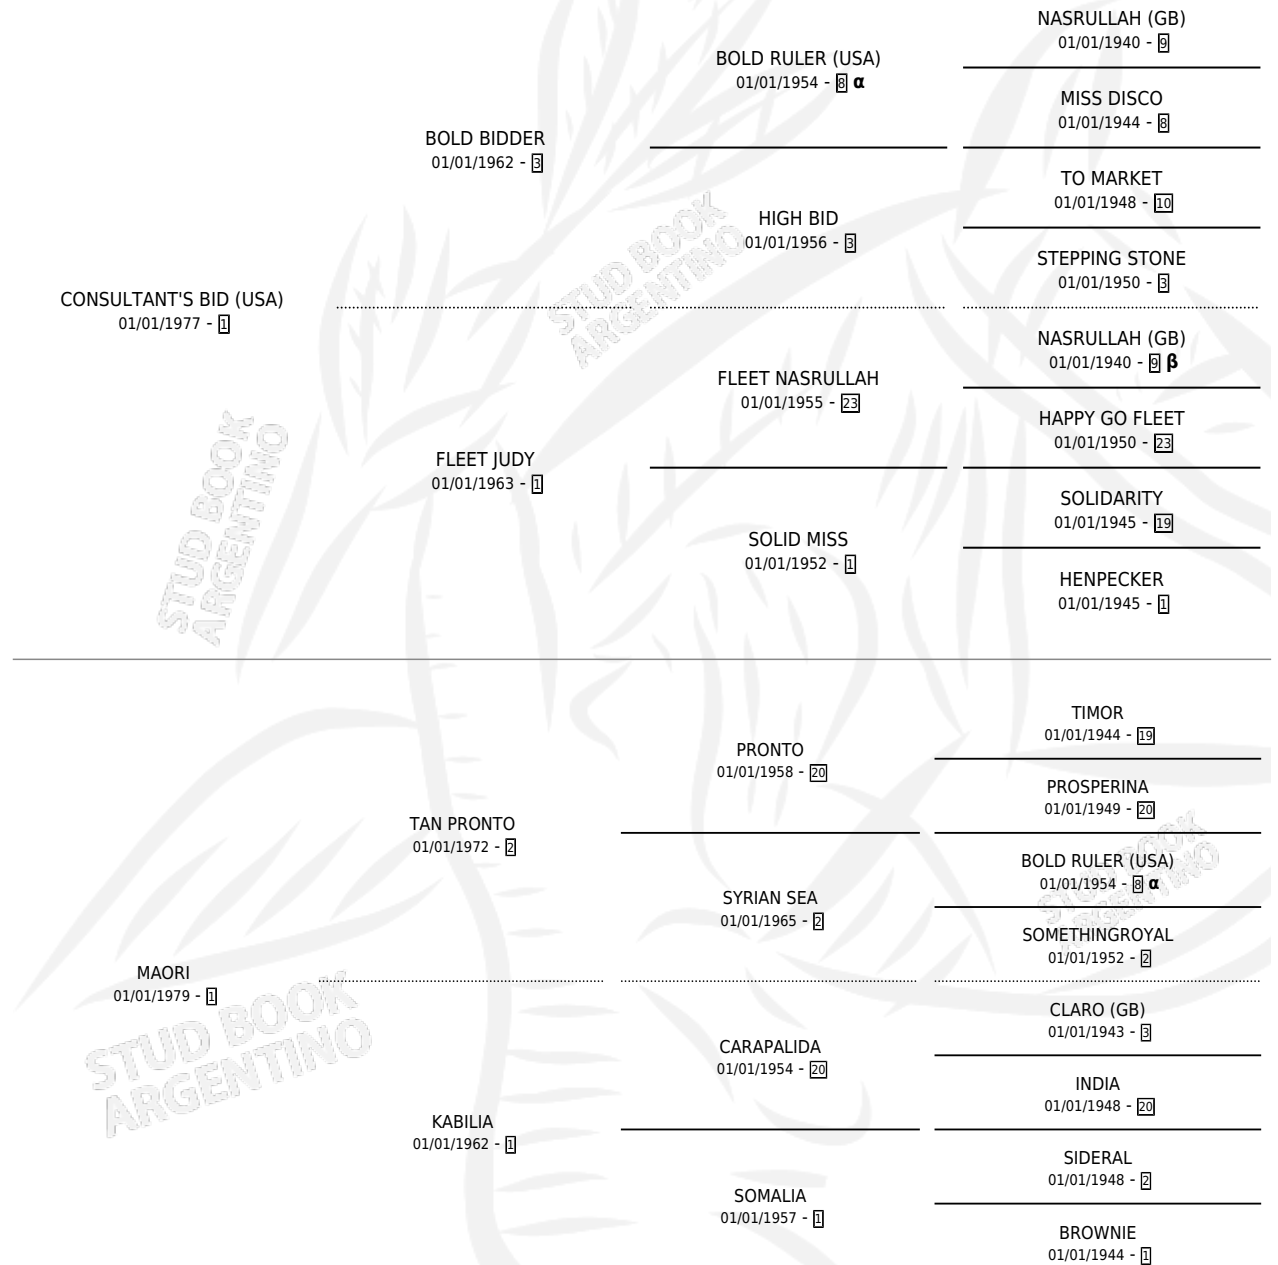 NASRULLAH (GB)
01/01/1940 - 9
BOLD RULER (USA)
01/01/1954 - 8 α
MISS DISCO
01/01/1944 - 8
BOLD BIDDER
01/01/1962 - 3
TO MARKET
01/01/1948 - 10
HIGH BID
01/01/1956 - 3
STEPPING STONE
01/01/1950 - 3
CONSULTANT'S BID (USA)
01/01/1977 - 1
NASRULLAH (GB)
01/01/1940 - 9 β
FLEET NASRULLAH
01/01/1955 - 23
HAPPY GO FLEET
01/01/1950 - 23
FLEET JUDY
01/01/1963 - 1
SOLIDARITY
01/01/1945 - 19
SOLID MISS
01/01/1952 - 1
HENPECKER
01/01/1945 - 1
TIMOR
01/01/1944 - 19
PRONTO
01/01/1958 - 20
PROSPERINA
01/01/1949 - 20
TAN PRONTO
01/01/1972 - 2
BOLD RULER (USA)
01/01/1954 - 8 α
SYRIAN SEA
01/01/1965 - 2
SOMETHINGROYAL
01/01/1952 - 2
MAORI
01/01/1979 - 1
CLARO (GB)
01/01/1943 - 3
CARAPALIDA
01/01/1954 - 20
INDIA
01/01/1948 - 20
KABILIA
01/01/1962 - 1
SIDERAL
01/01/1948 - 2
SOMALIA
01/01/1957 - 1
BROWNIE
01/01/1944 - 1
STUD BOOK
ARGENTINO
STUD BOOK
ARGENTINO
STUD BOOK
ARGENTINO
STUD BOOK
ARGENTINO